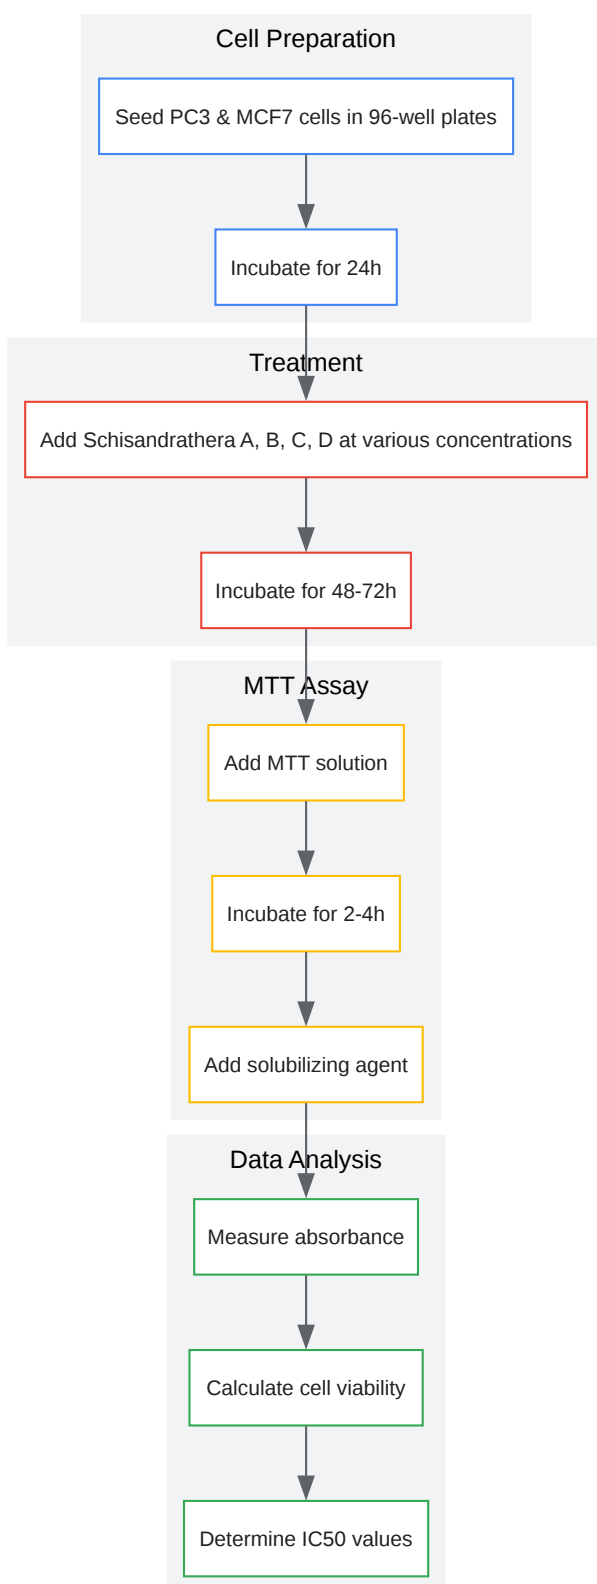 Cell Preparation
Seed PC3 & MCF7 cells in 96-well plates
Incubate for 24h
Treatment
Add Schisandrathera A, B, C, D at various concentrations
Incubate for 48-72h
MTT Assay
Add MTT solution
Incubate for 2-4h
Add solubilizing agent
Data Analysis
Measure absorbance
Calculate cell viability
Determine IC50 values